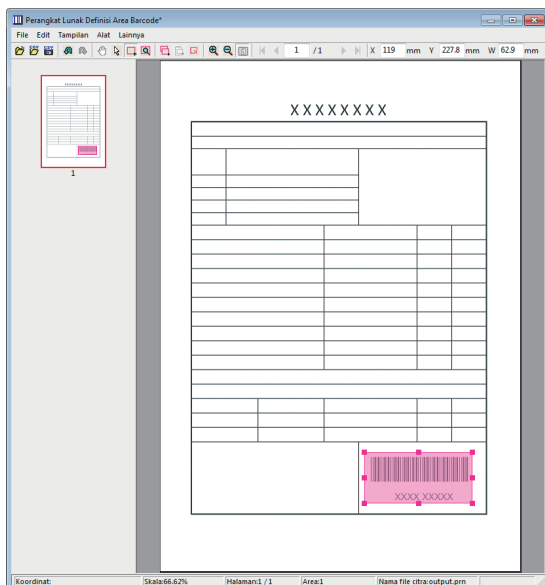 Perangkat Lunak Definisi Area Barcode*
File Edit Tampilan Alat Lainnya
1 /1 X 119 mm Y 227.8 mm W 62.9 mm
XXXXXXXX
1
XXXX XXXXX
Koordinat: Skala:66.62% Halaman:1 / 1 Area:1 Nama file citra:output.prn